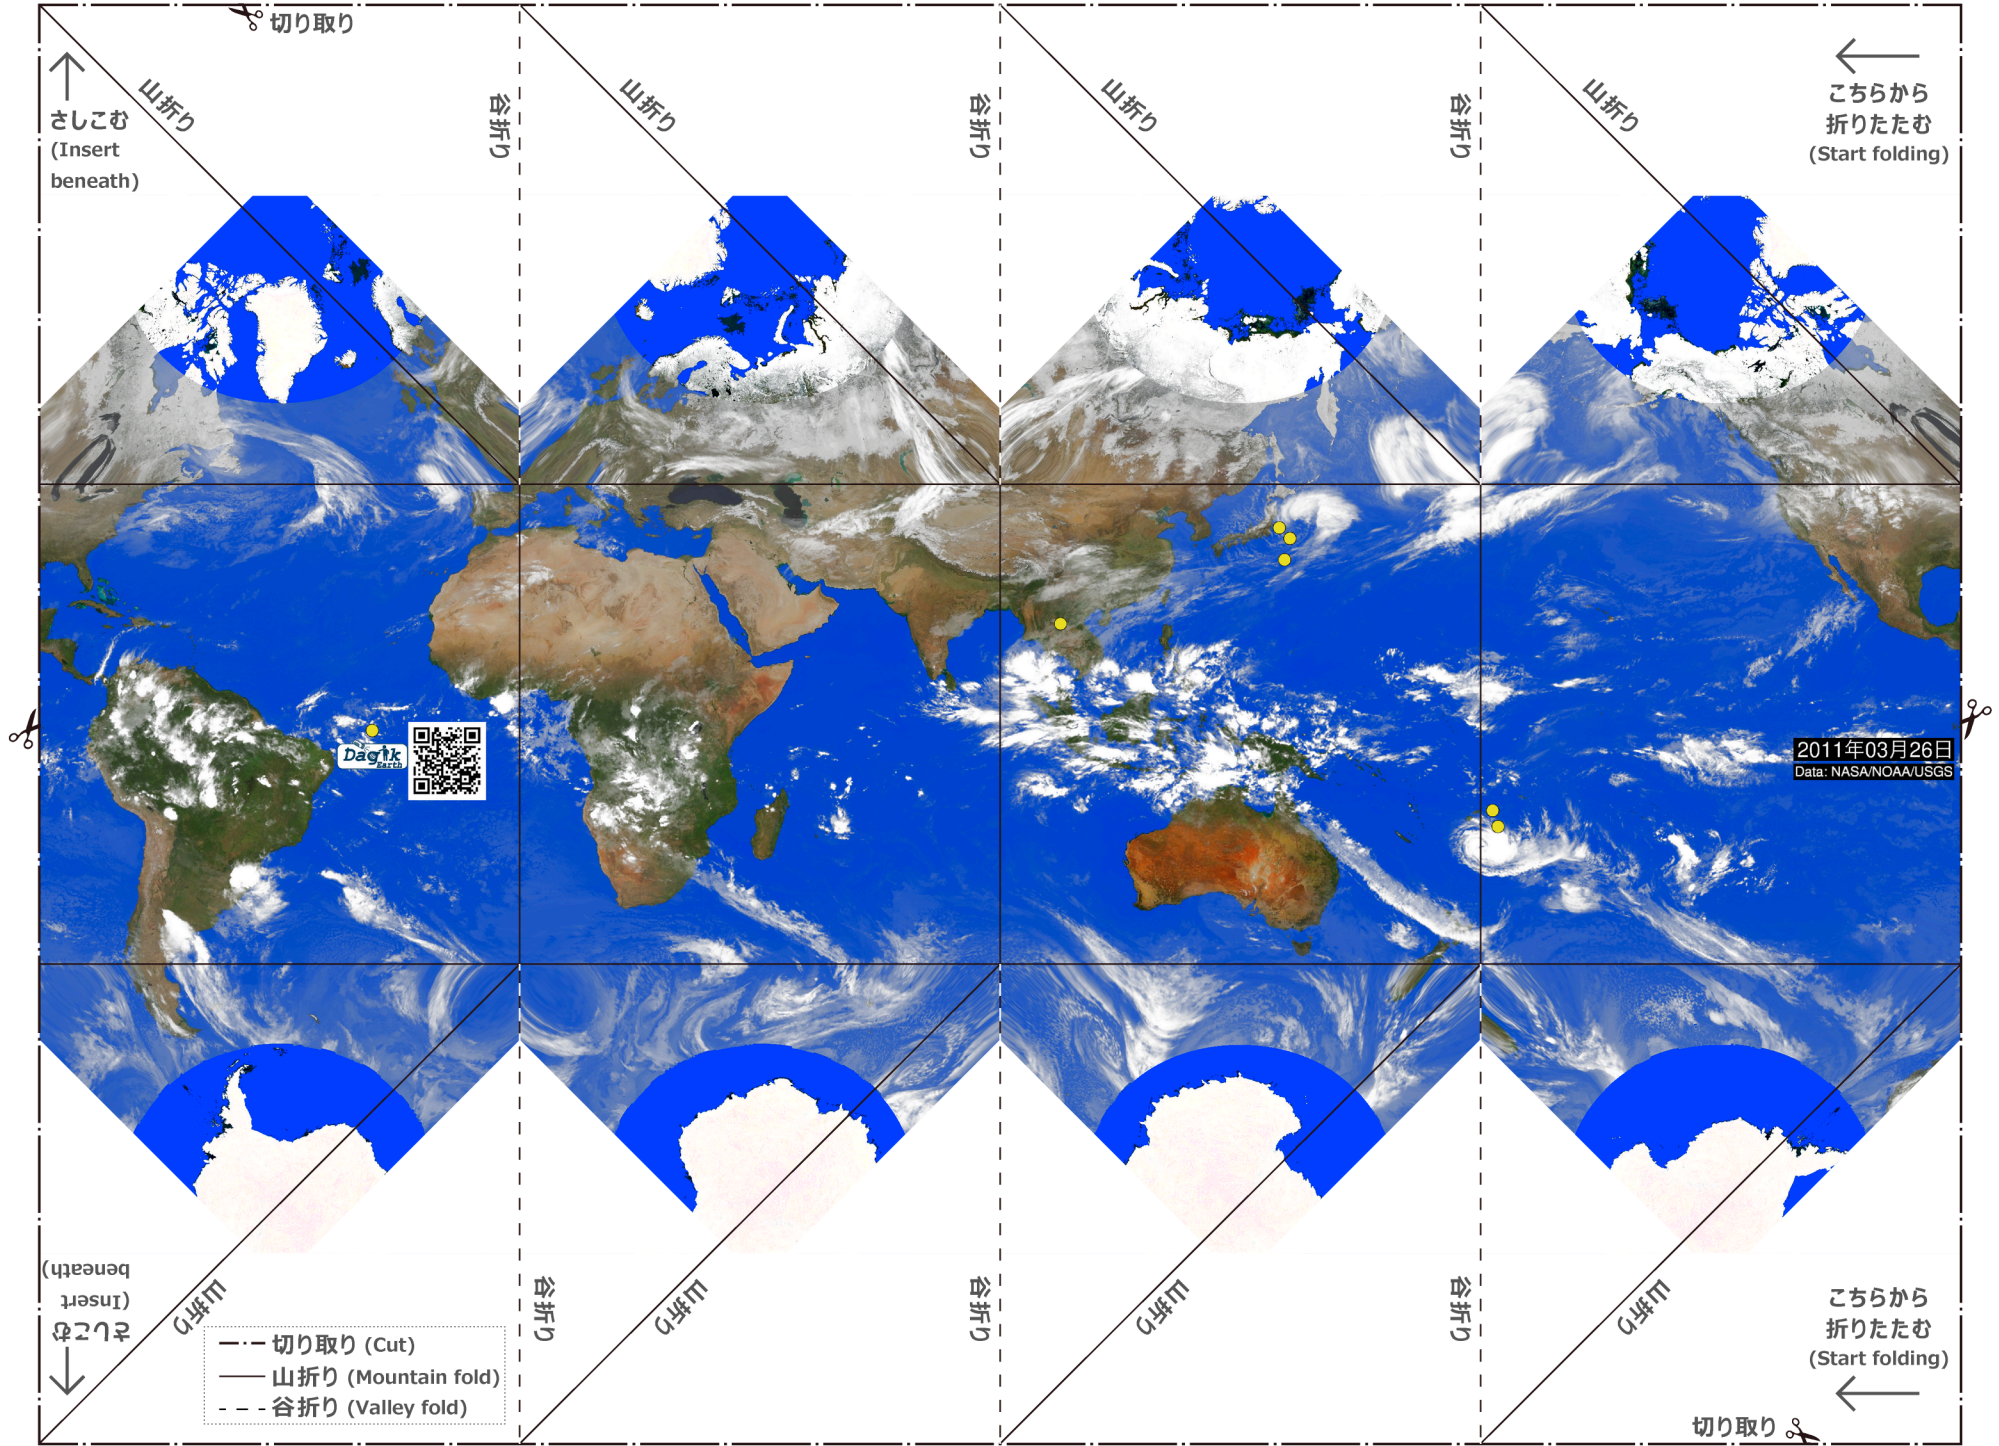 切り取り
さしこむ
(Insert
beneath)
山折り
谷折り
山折り
谷折り
山折り
谷折り
山折り
こちらから
折りたたむ
(Start folding)
Dagik
Earth
2011年03月26日
Data: NASA/NOAA/USGS
さしこむ
(Insert
beneath)
山折り
谷折り
山折り
谷折り
山折り
谷折り
山折り
こちらから
折りたたむ
(Start folding)
切り取り (Cut)
山折り (Mountain fold)
谷折り (Valley fold)
切り取り